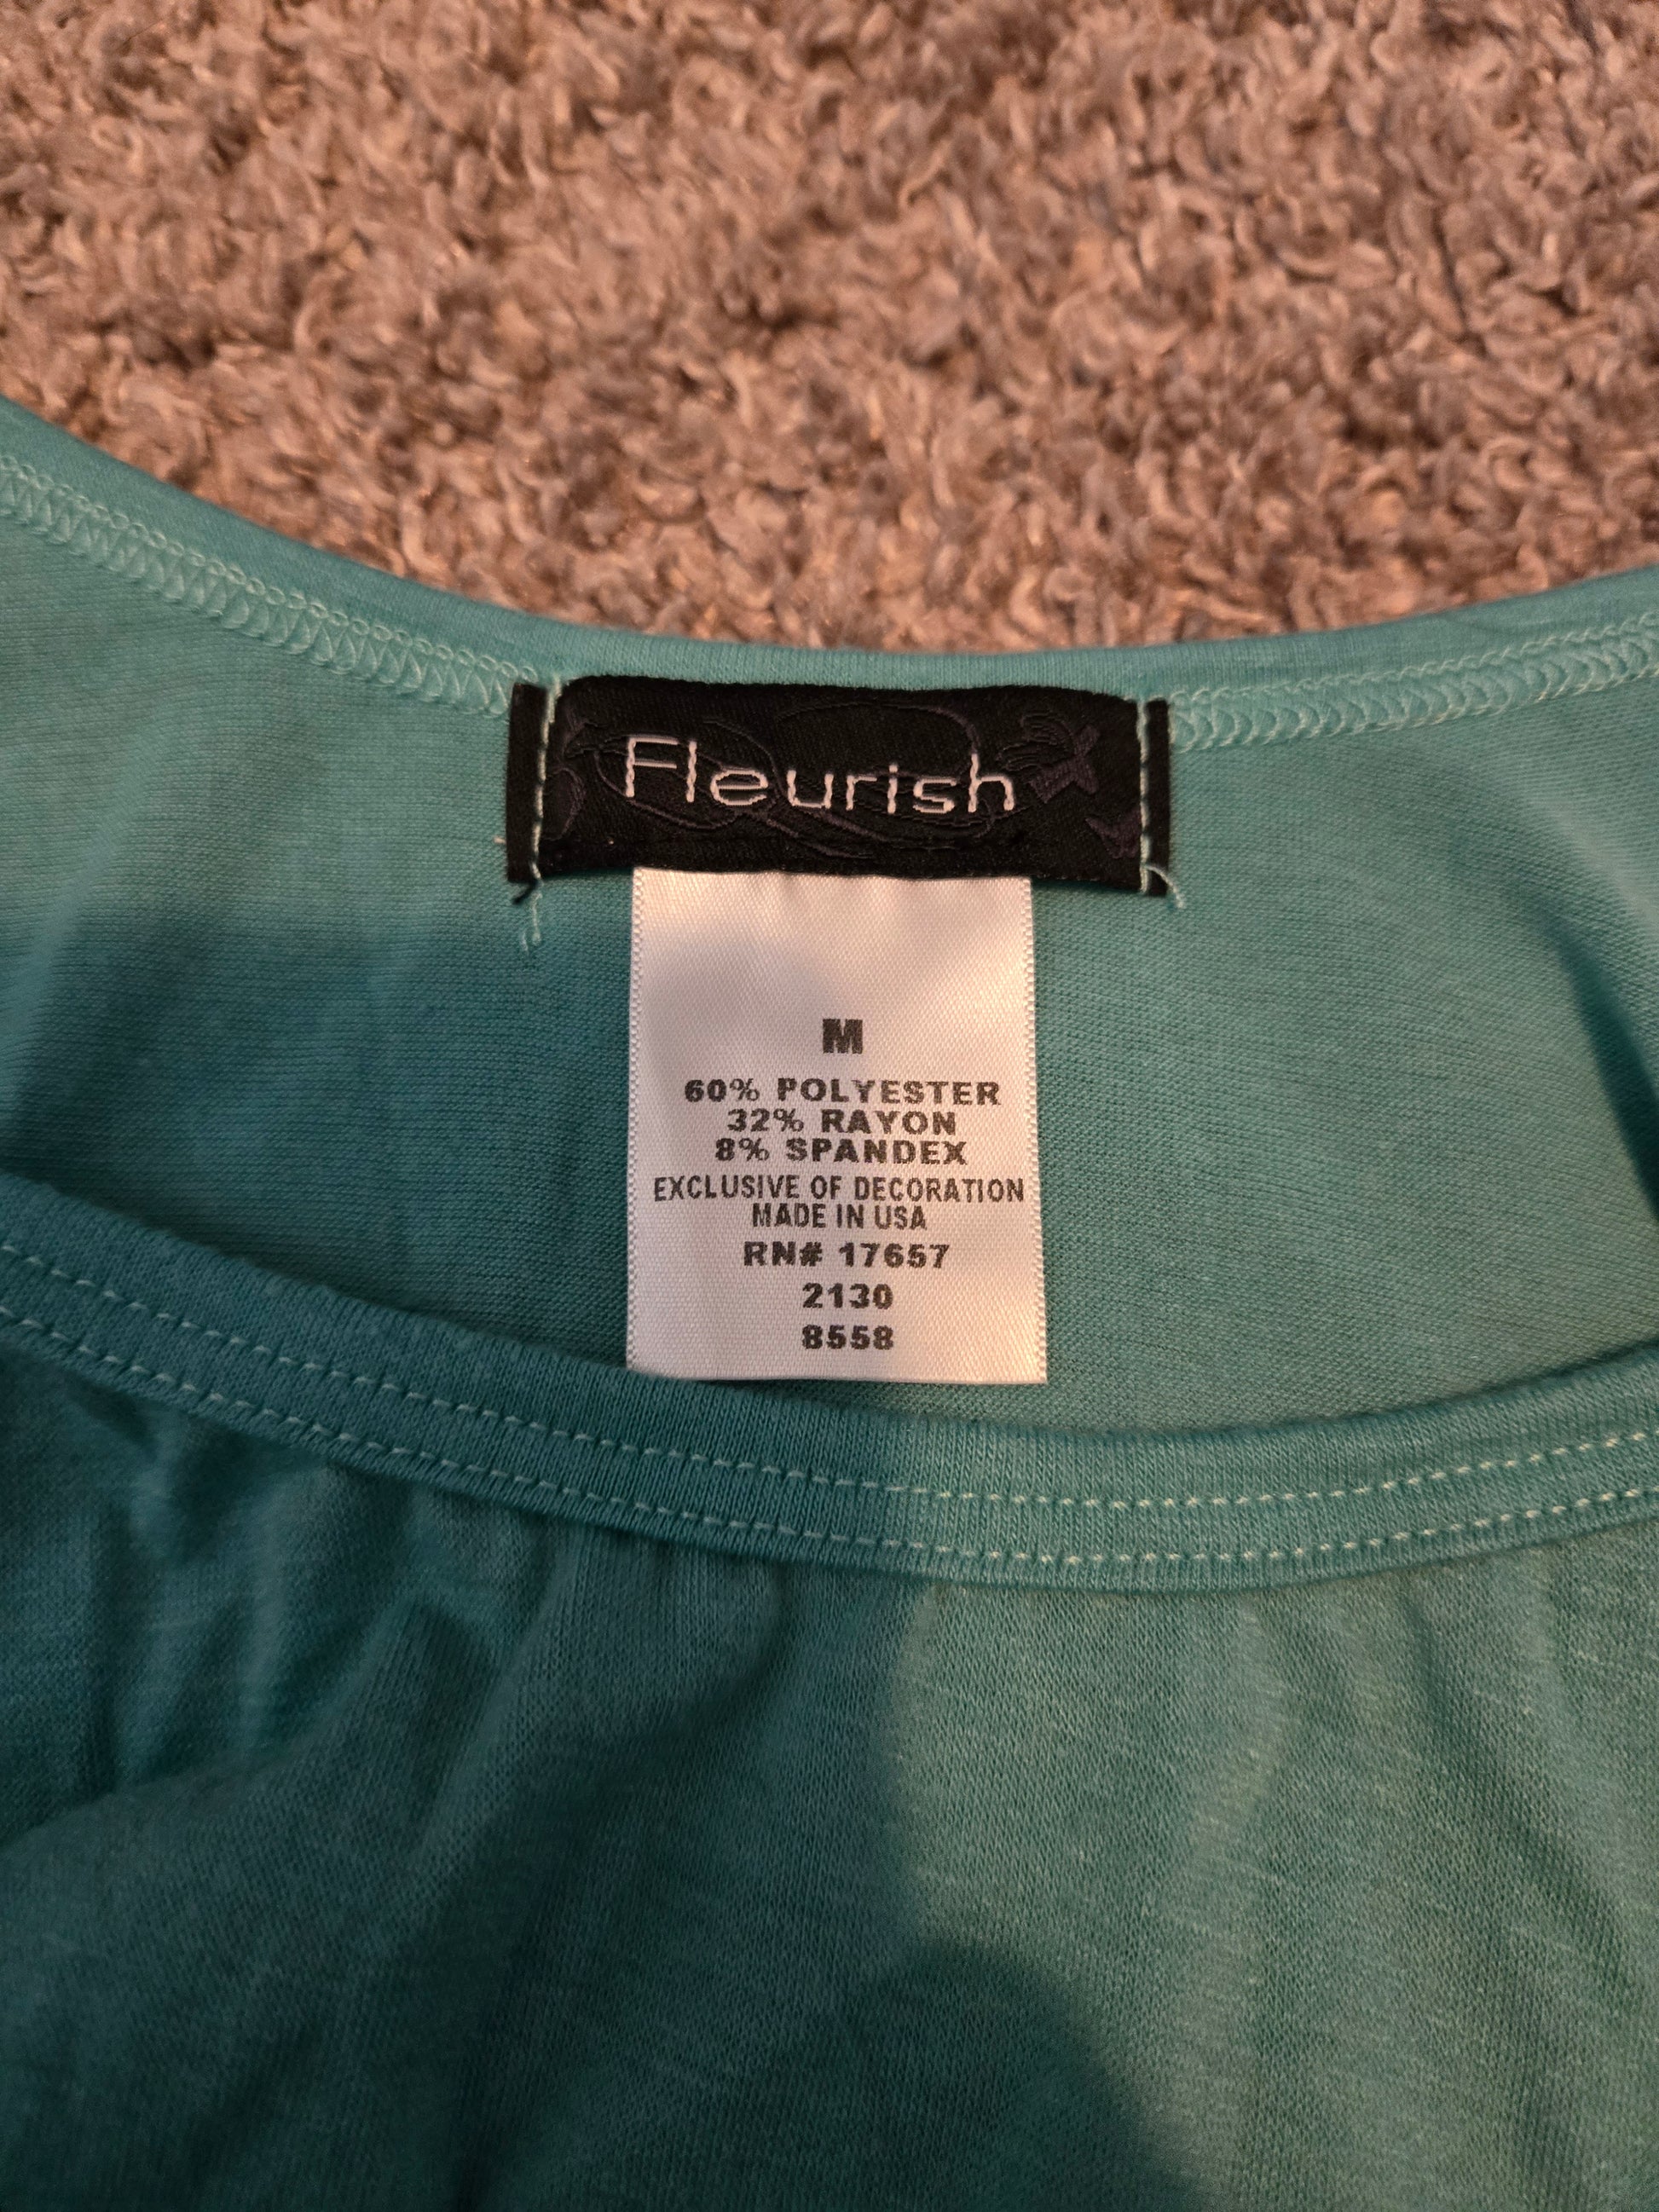 Fleurish
M
60% POLYESTER
32% RAYON
8% SPANDEX
EXCLUSIVE OF DECORATION
MADE IN USA
RN# 17657
2130
8558